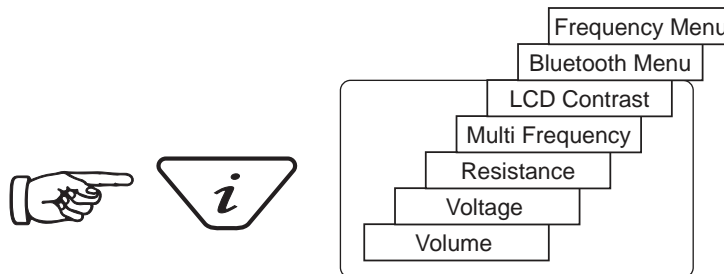 Frequency Menu
Bluetooth Menu
LCD Contrast
Multi Frequency
Resistance
Voltage
Volume
i